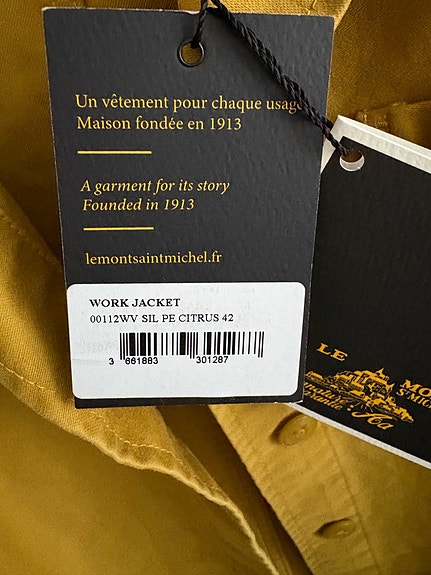 Un vêtement pour chaque usage
Maison fondée en 1913
A garment for its story
Founded in 1913
lemontsaintmichel.fr
WORK JACKET
00112WV SIL PE CITRUS 42
3 661883 301287
LE
MO